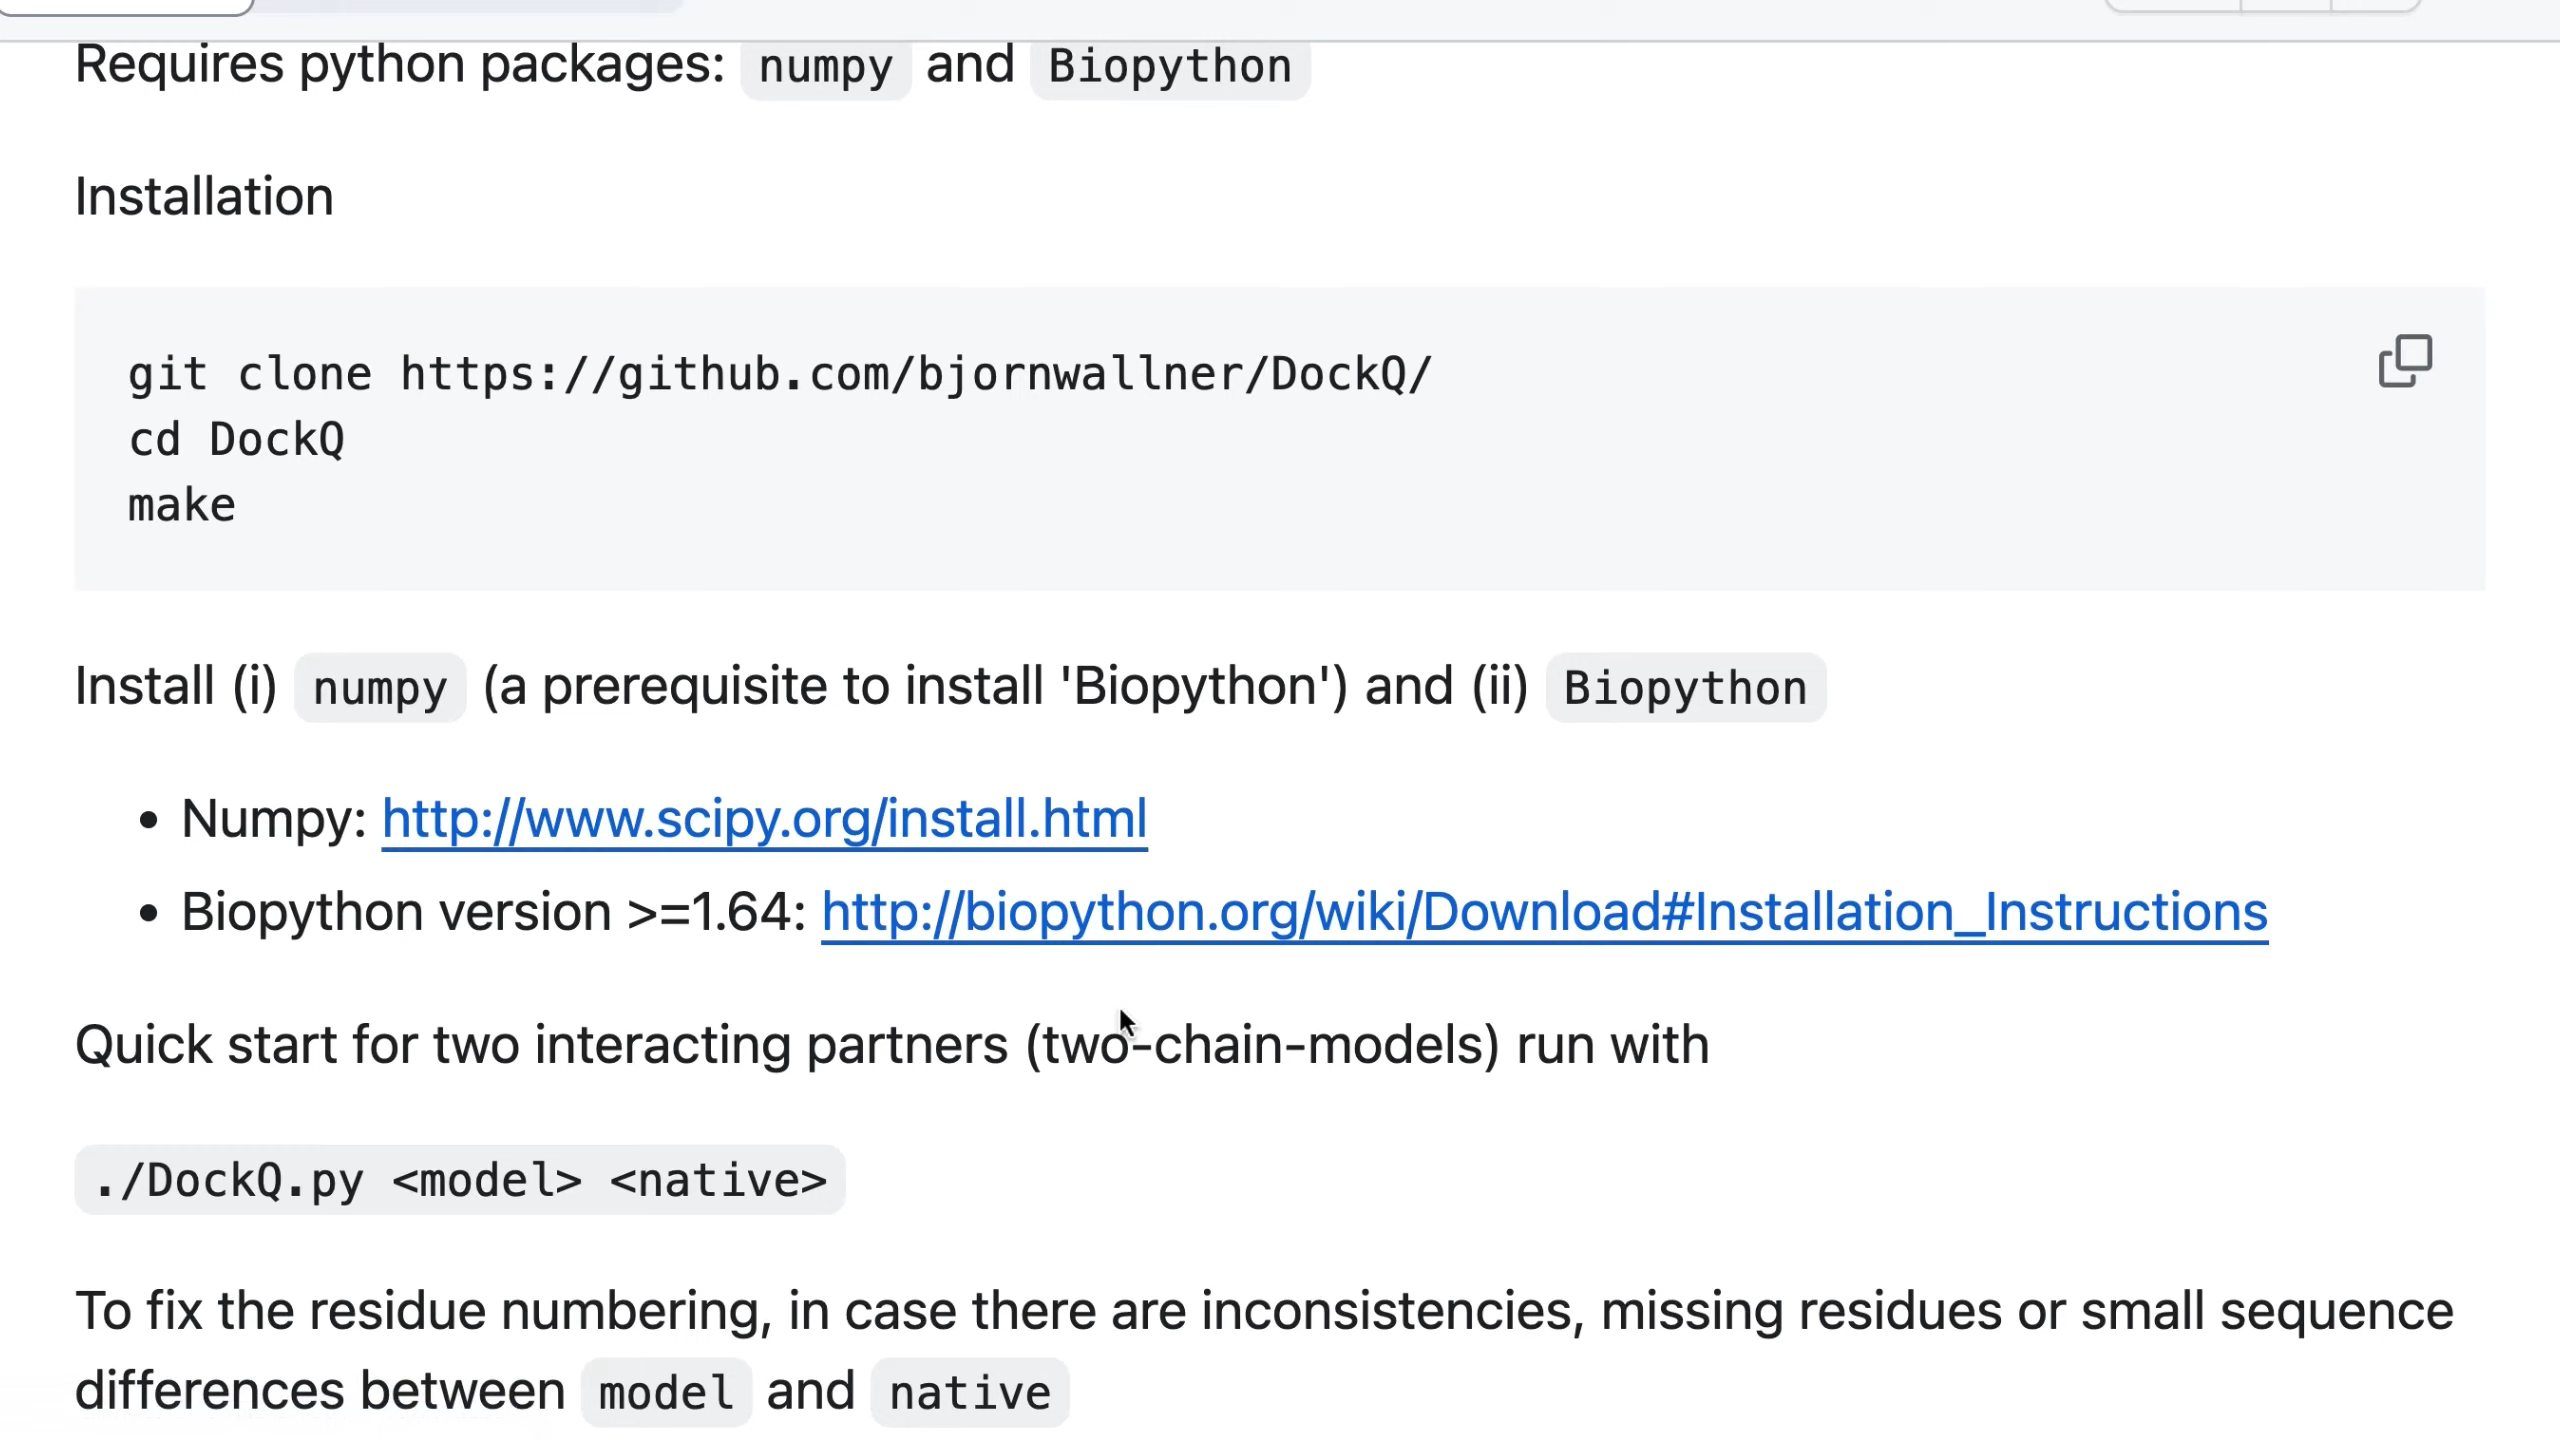 Requires python packages: numpy and Biopython
Installation
git clone https://github.com/bjornwallner/DockQ/
cd DockQ
make
Install (i) numpy (a prerequisite to install 'Biopython') and (ii) Biopython
• Numpy: http://www.scipy.org/install.html
• Biopython version >=1.64: http://biopython.org/wiki/Download#Installation_Instructions
Quick start for two interacting partners (two-chain-models) run with
./DockQ.py <model> <native>
To fix the residue numbering, in case there are inconsistencies, missing residues or small sequence
differences between model and native